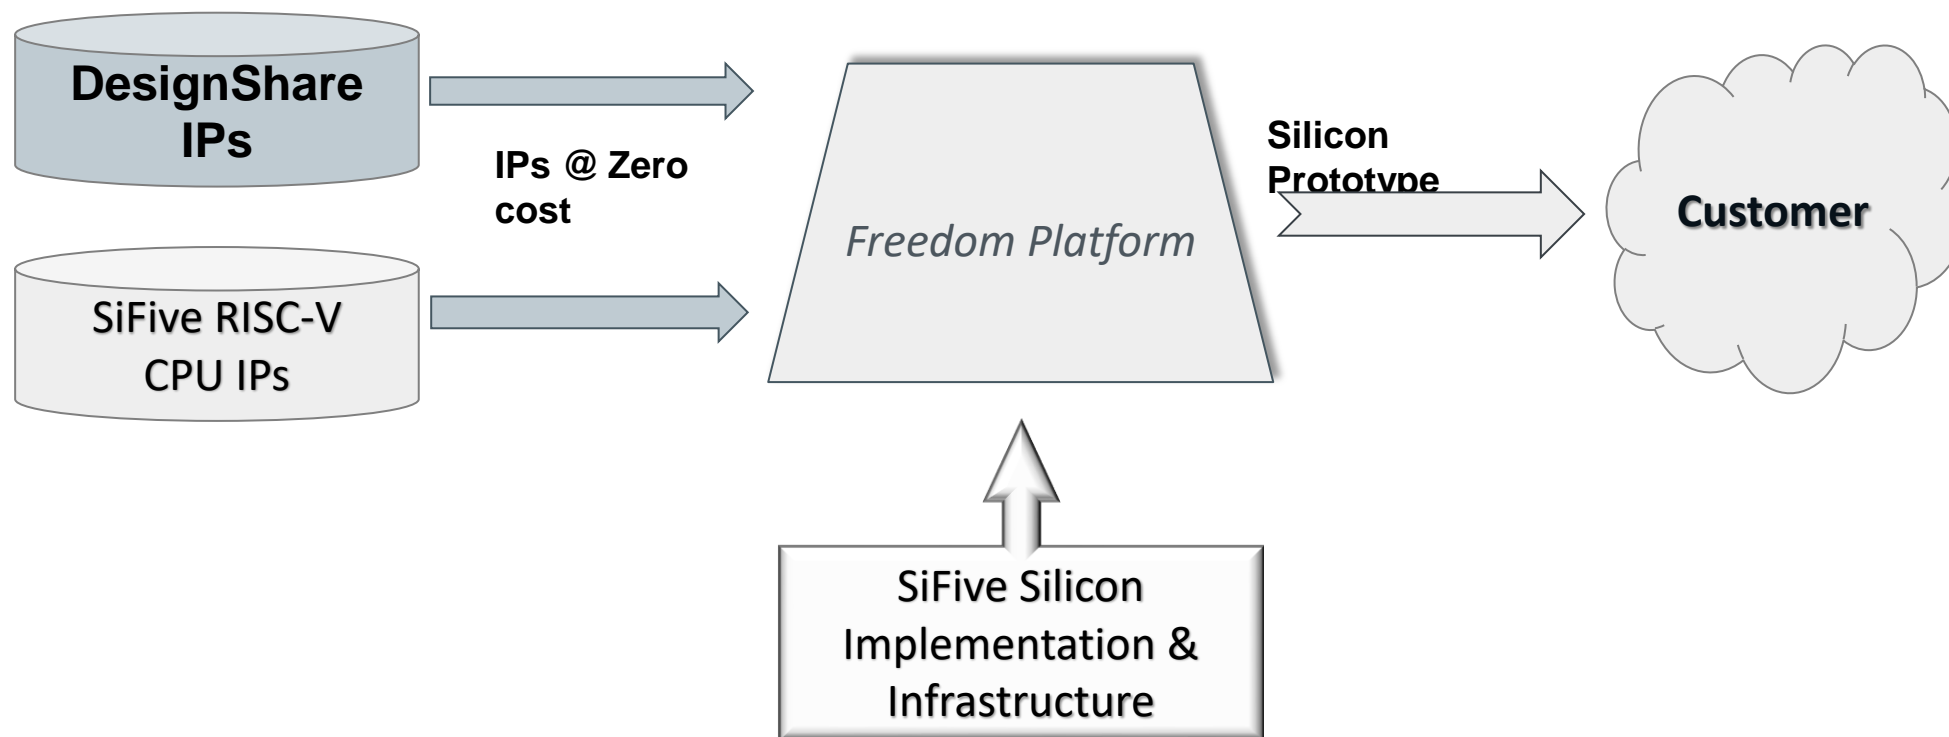 DesignShare
IPs
IPs @ Zero
cost
SiFive RISC-V
CPU IPs
Freedom Platform
Silicon
Prototype
Customer
SiFive Silicon
Implementation &
Infrastructure